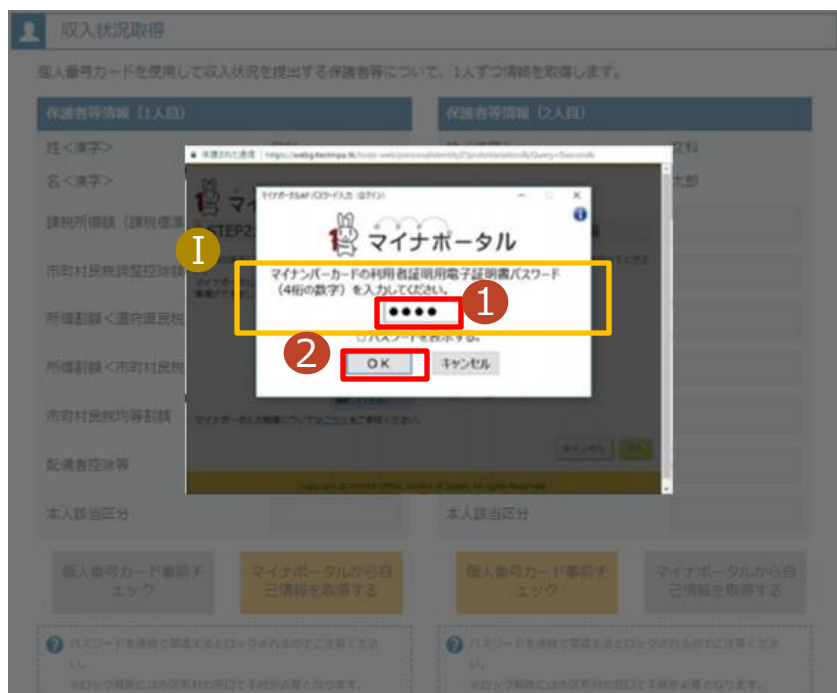 収入状況取得
個人番号カードを使用して収入状況を提出する保護者等について、1人ずつ情報を取得します。
保護者等情報（1人目）
保護者等情報（2人目）
姓<漢字>
文科
名<漢字>
太郎
課税所得額（課税標準
市町村民税調整控除額
所得割額<道府県民税
所得割額<市町村民税
市町村民税均等割額
配偶者控除等
本人該当区分
本人該当区分
STEP2
I
マイナポータル
マイナンバーカードの利用者証明用電子証明書パスワード
（4桁の数字）を入力してください。
●●●●
1
パスワードを表示する。
2
OK
キャンセル
個人番号カード事前チ
ェック
マイナポータルから自
己情報を取得する
個人番号カード事前チ
ェック
マイナポータルから自
己情報を取得する
パスワードを連続で間違えるとロックされるのでご注意くださ
い。
※ロック解除には市区町村の窓口で手続が必要となります。
パスワードを連続で間違えるとロックされるのでご注意くださ
い。
※ロック解除には市区町村の窓口で手続が必要となります。